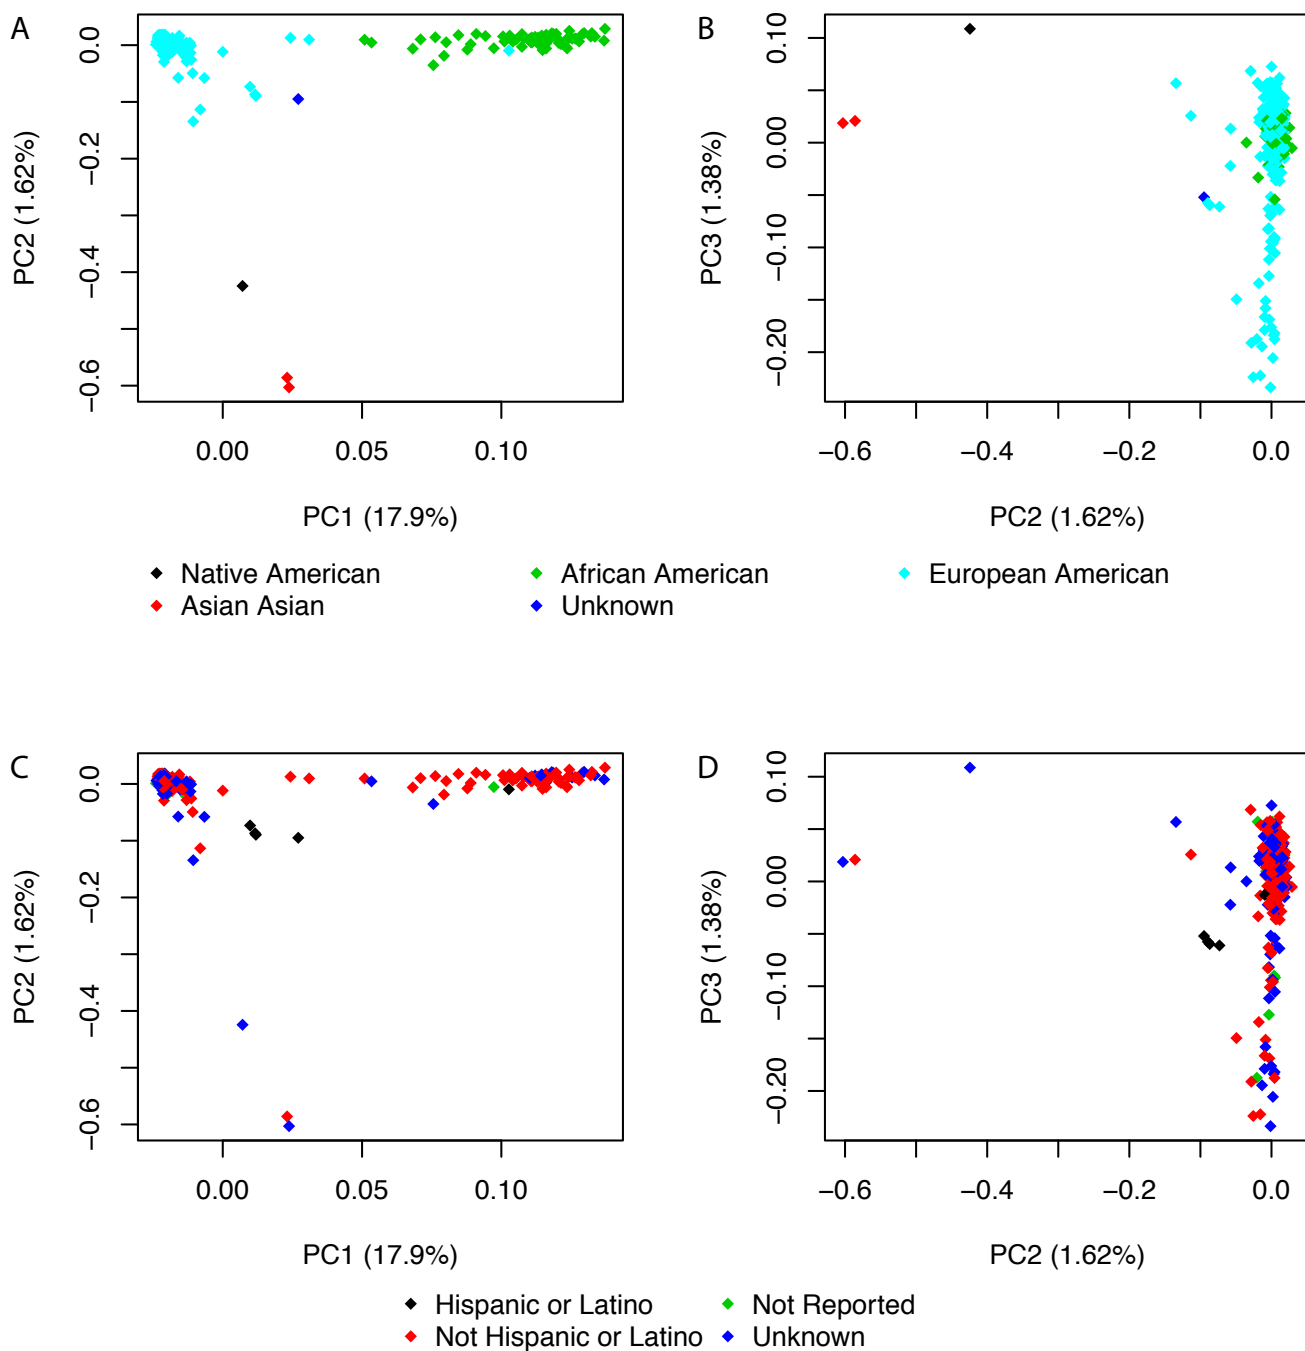 A
0.0
−0.2
−0.4
−0.6
PC2 (1.62%)
0.00 0.05 0.10
PC1 (17.9%)
B
0.10
0.00
−0.10
−0.20
PC3 (1.38%)
−0.6 −0.4 −0.2 0.0
PC2 (1.62%)
Native American African American European American
Asian Asian Unknown
C
0.0
−0.2
−0.4
−0.6
PC2 (1.62%)
0.00 0.05 0.10
PC1 (17.9%)
D
0.10
0.00
−0.10
−0.20
PC3 (1.38%)
−0.6 −0.4 −0.2 0.0
PC2 (1.62%)
Hispanic or Latino Not Reported
Not Hispanic or Latino Unknown